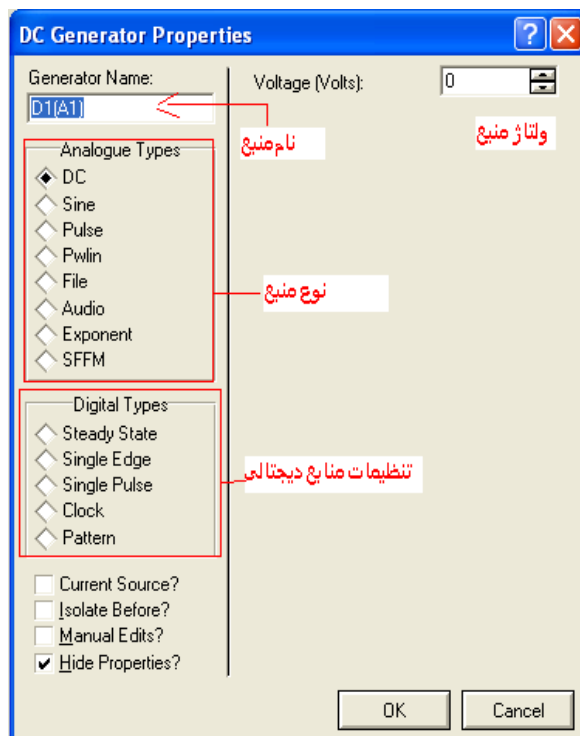 DC Generator Properties
Generator Name:
D1(A1)
Voltage (Volts):
0
نام منبع
ولتاژ منبع
Analogue Types
DC
Sine
Pulse
Pwlin
File
Audio
Exponent
SFFM
نوع منبع
Digital Types
Steady State
Single Edge
Single Pulse
Clock
Pattern
تنظیمات منابع دیجتالی
Current Source?
Isolate Before?
Manual Edits?
Hide Properties?
OK
Cancel